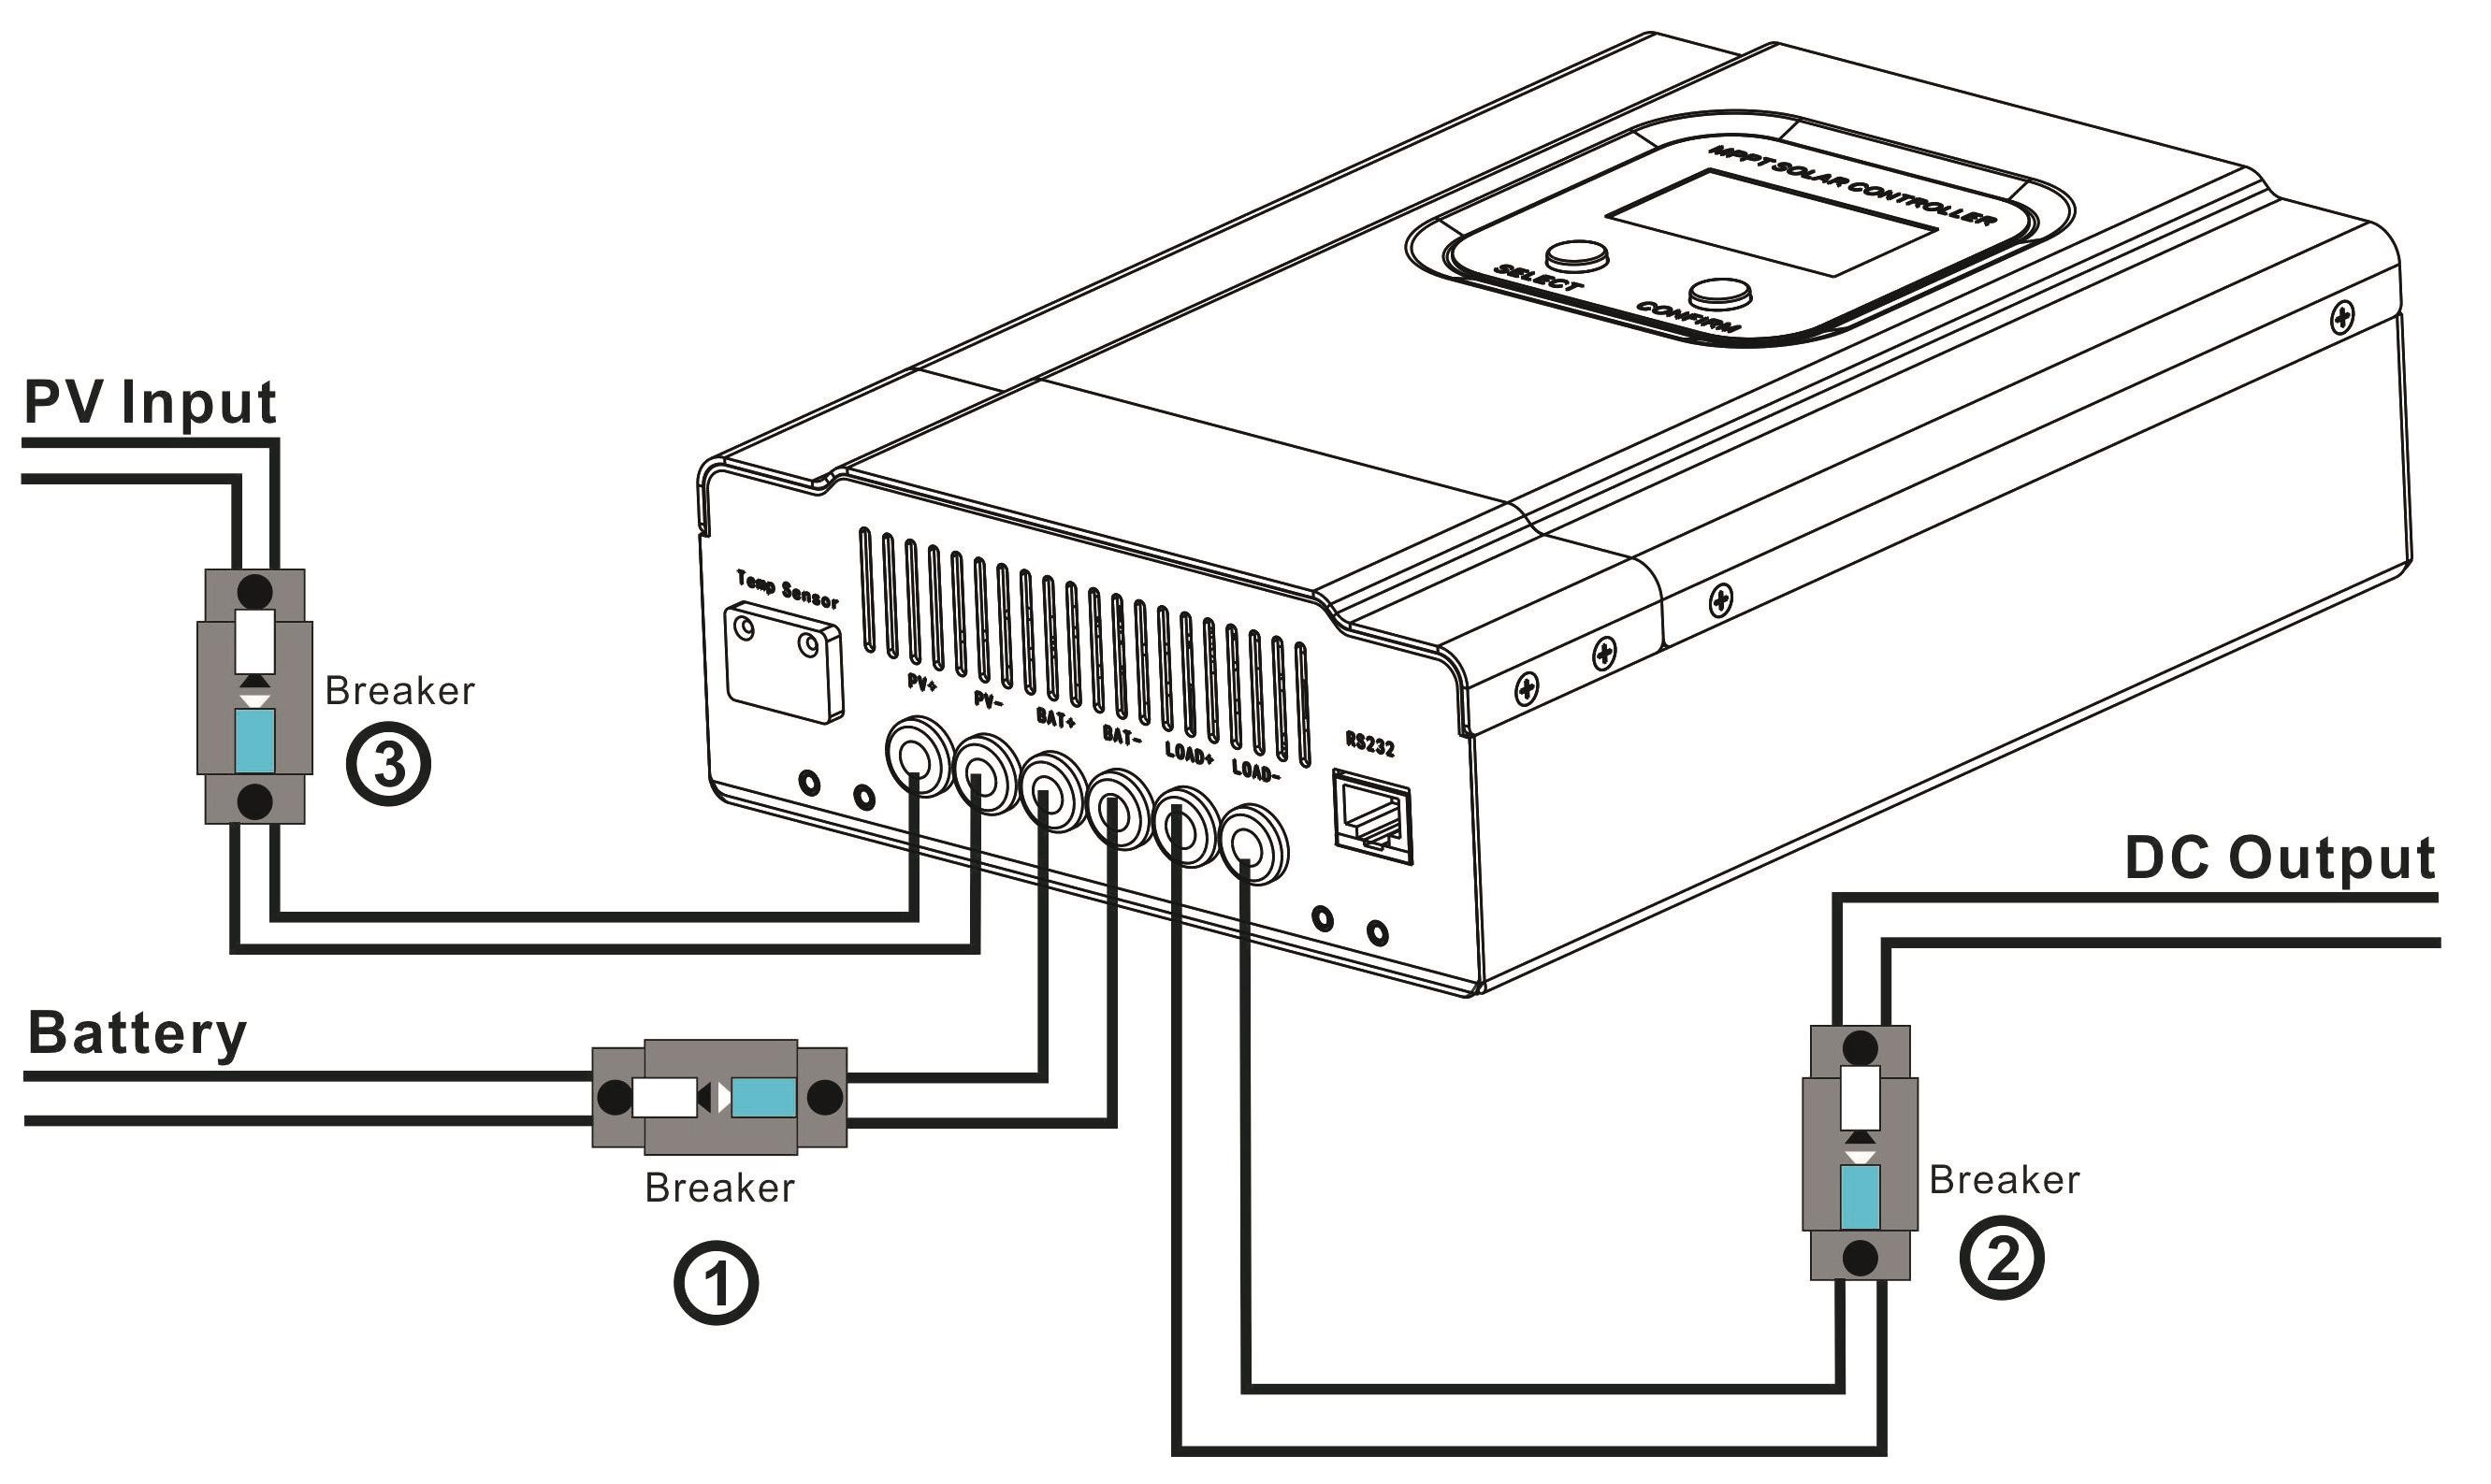 MPPT SOLAR CONTROLLER
SELECT
CONFIRM
PV Input
Temp Sensor
Breaker
3
PV+
PV-
BAT+
BAT-
LOAD+
LOAD-
RS232
DC Output
Battery
Breaker
1
Breaker
2